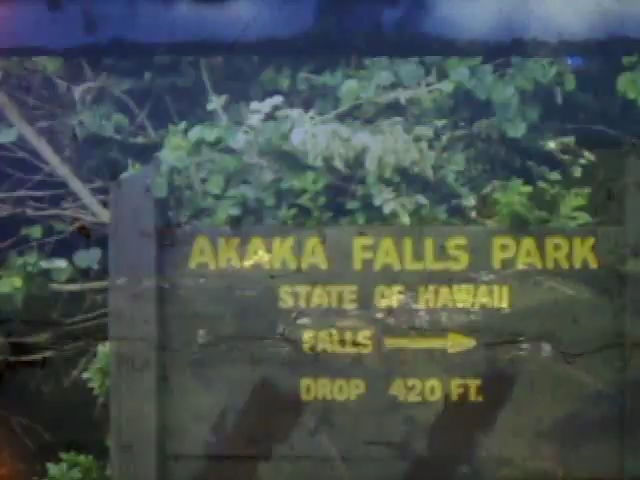 AKAKA FALLS PARK
STATE OF HAWAII
FALLS
DROP 420 FT.